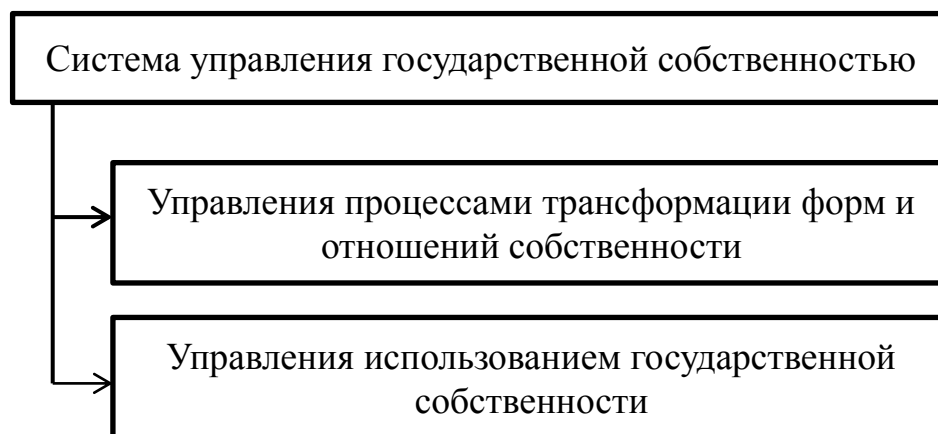 Система управления государственной собственностью
Управления процессами трансформации форм и
отношений собственности
Управления использованием государственной
собственности